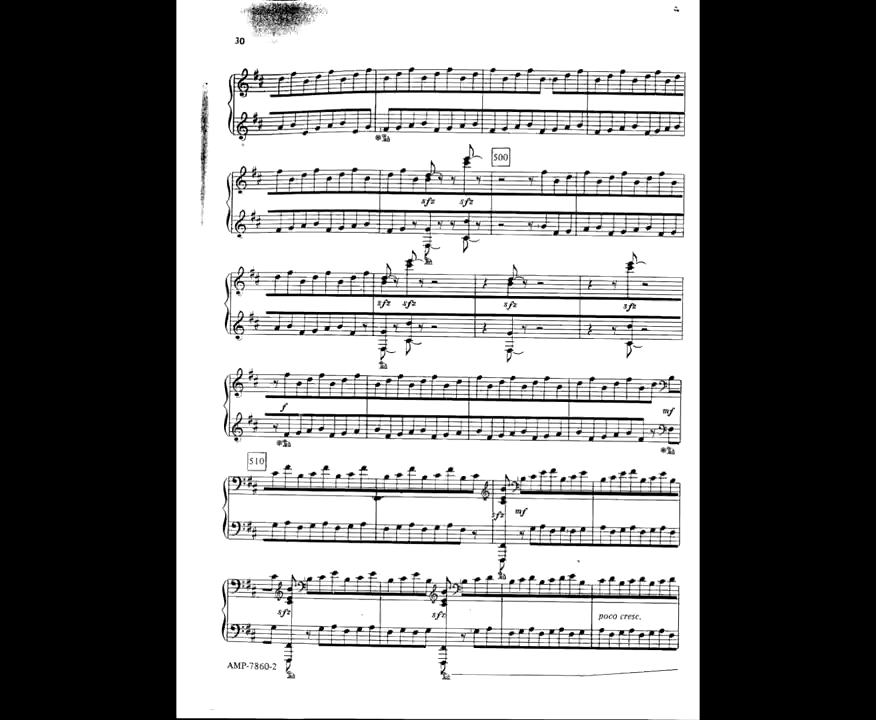 30
sfz sfz
500
sfz sfz sfz sfz
f mf
510
sfz mf
sfz sfz poco cresc.
AMP-7860-2